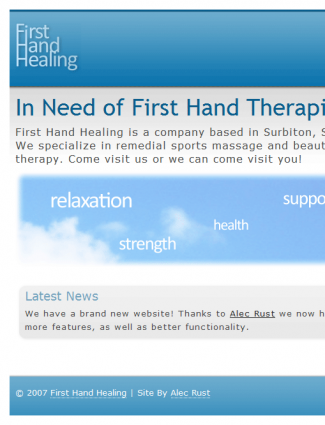 First
Hand
Healing
In Need of First Hand
First Hand Healing is a company based in Surbiton,
We specialize in remedial sports massage and
therapy. Come visit us or we can come visit you!
relaxation
health
strength
Latest News
We have a brand new website! Thanks to Alec Rust we now
more features, as well as better functionality.
© 2007 First Hand Healing | Site By Alec Rust